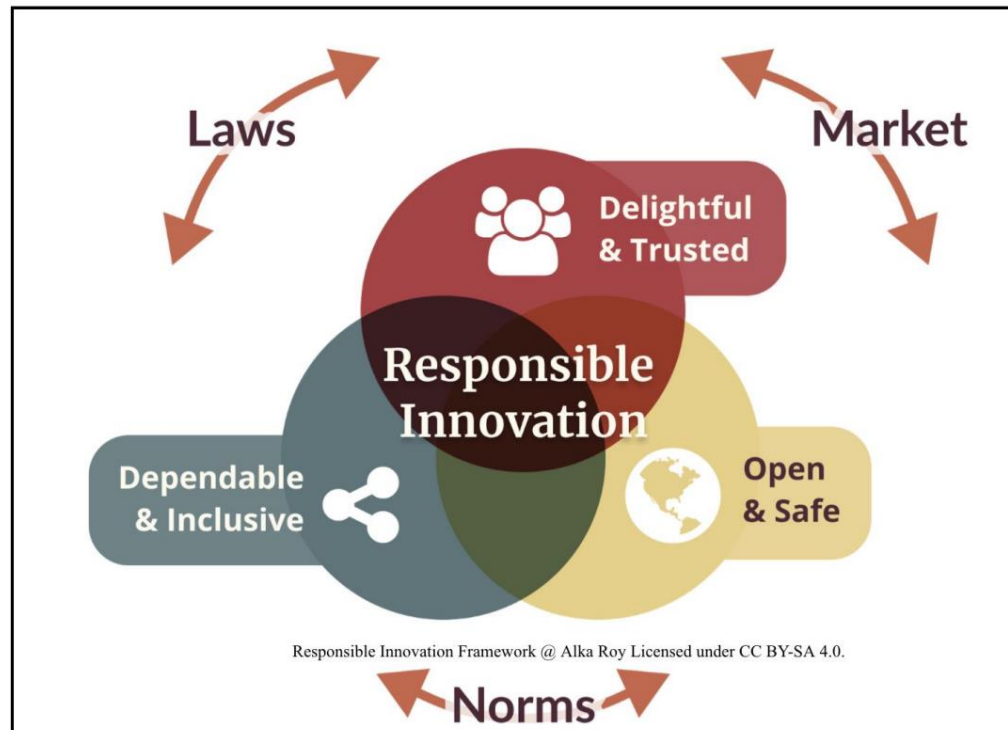 Laws
Market
Delightful
& Trusted
Responsible
Innovation
Dependable
& Inclusive
Open
& Safe
Responsible Innovation Framework @ Alka Roy Licensed under CC BY-SA 4.0.
Norms